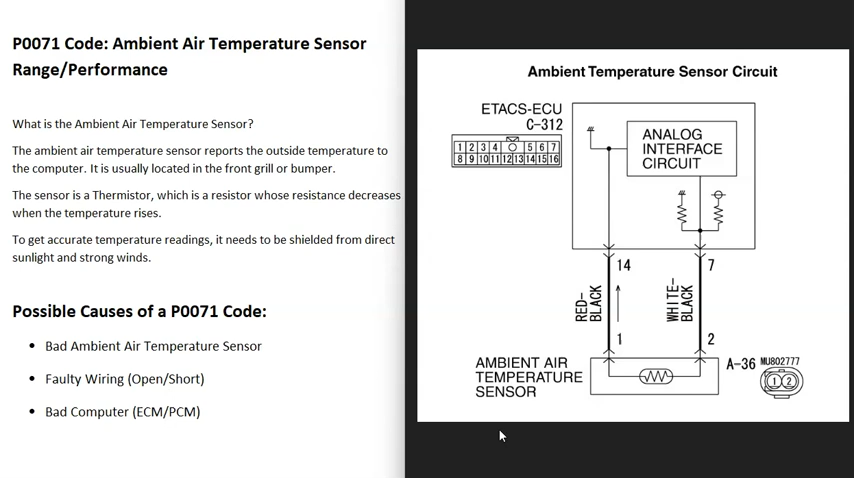 P0071 Code: Ambient Air Temperature Sensor
Range/Performance
What is the Ambient Air Temperature Sensor?
The ambient air temperature sensor reports the outside temperature to
the computer. It is usually located in the front grill or bumper.
The sensor is a Thermistor, which is a resistor whose resistance decreases
when the temperature rises.
To get accurate temperature readings, it needs to be shielded from direct
sunlight and strong winds.
Possible Causes of a P0071 Code:
Bad Ambient Air Temperature Sensor
Faulty Wiring (Open/Short)
Bad Computer (ECM/PCM)
Ambient Temperature Sensor Circuit
ETACS-ECU
C-312
1 2 3 4 5 6 7
8 9 10 11 12 13 14 15 16
ANALOG
INTERFACE
CIRCUIT
14
7
RED-
BLACK
WHITE-
BLACK
1
2
AMBIENT AIR
TEMPERATURE
SENSOR
A-36
MU802777
1 2